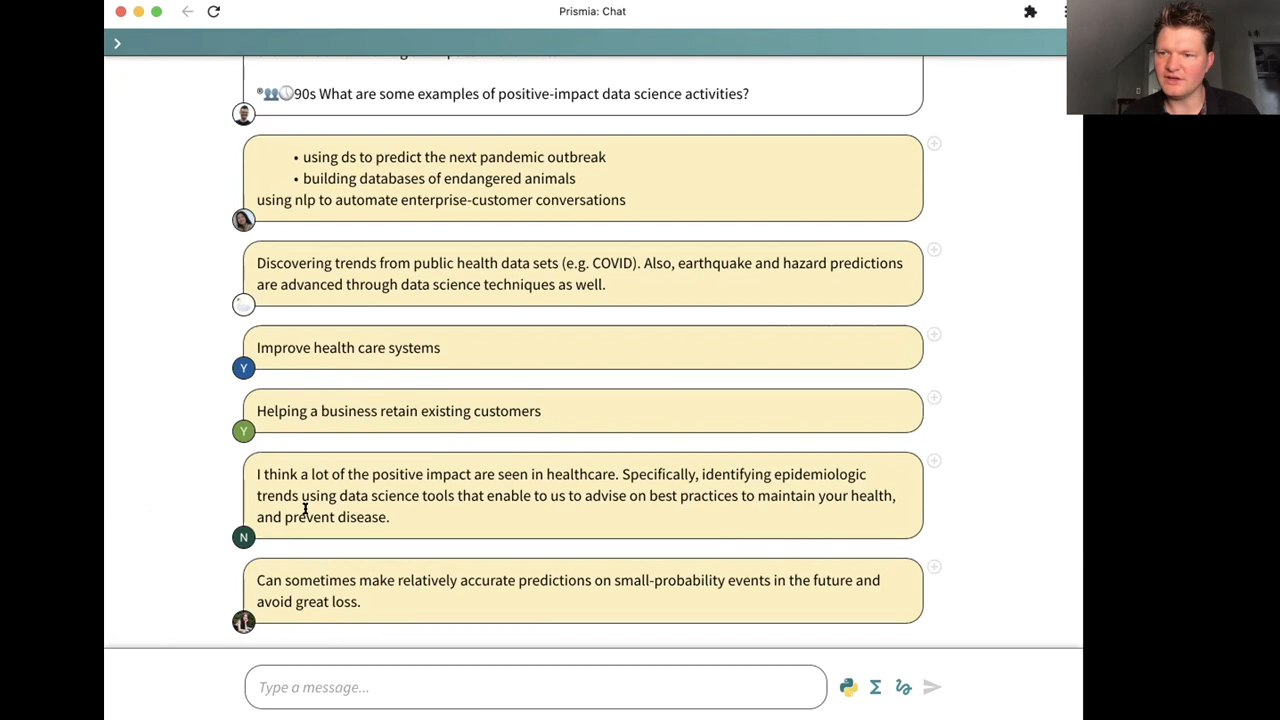 Prismia: Chat
90s What are some examples of positive-impact data science activities?
• using ds to predict the next pandemic outbreak
• building databases of endangered animals
using nlp to automate enterprise-customer conversations
Discovering trends from public health data sets (e.g. COVID). Also, earthquake and hazard predictions
are advanced through data science techniques as well.
Improve health care systems
Y
Helping a business retain existing customers
Y
I think a lot of the positive impact are seen in healthcare. Specifically, identifying epidemiologic
trends using data science tools that enable to us to advise on best practices to maintain your health,
and prevent disease.
N
Can sometimes make relatively accurate predictions on small-probability events in the future and
avoid great loss.
Type a message...
Σ